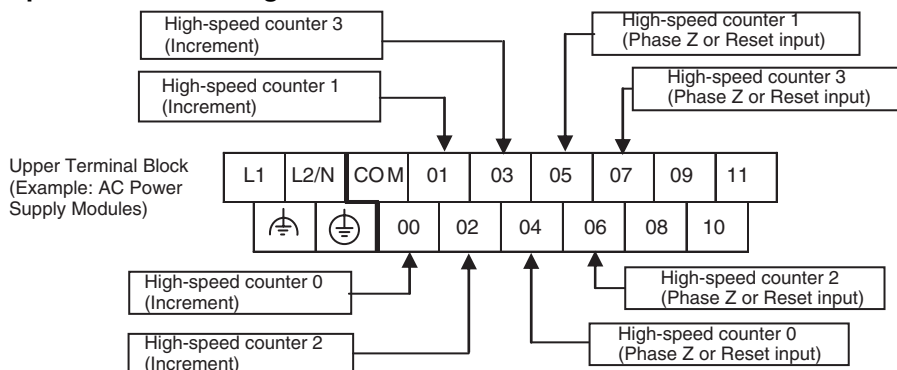 High-speed counter 3
(Increment)
High-speed counter 1
(Phase Z or Reset input)
High-speed counter 1
(Increment)
High-speed counter 3
(Phase Z or Reset input)
Upper Terminal Block
(Example: AC Power
Supply Modules)
L1 L2/N COM 01 03 05 07 09 11
00 02 04 06 08 10
High-speed counter 0
(Increment)
High-speed counter 2
(Phase Z or Reset input)
High-speed counter 2
(Increment)
High-speed counter 0
(Phase Z or Reset input)